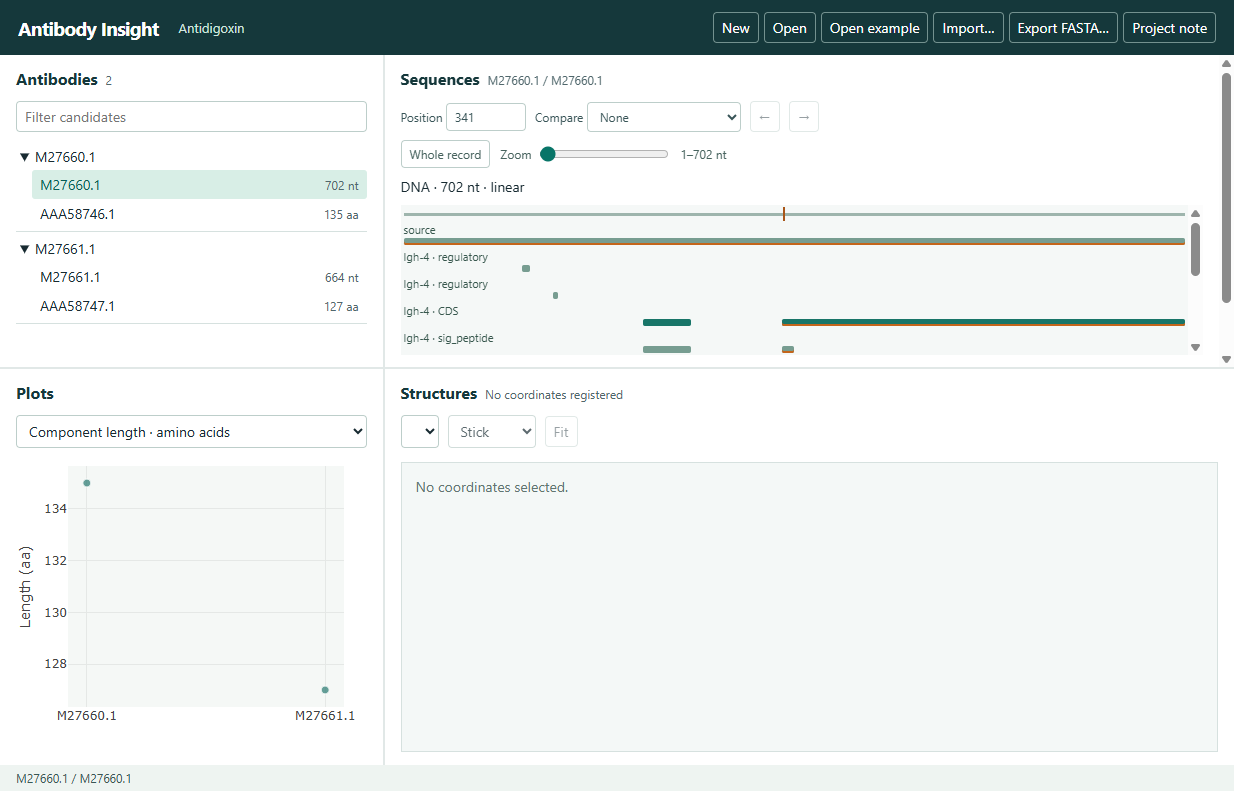 Antibody Insight Antidigoxin New Open Open example Import... Export FASTA... Project note
Antibodies 2
Filter candidates
▼ M27660.1
M27660.1 702 nt
AAA58746.1 135 aa
▼ M27661.1
M27661.1 664 nt
AAA58747.1 127 aa
Sequences M27660.1 / M27660.1
Position 341 Compare None ← →
Whole record Zoom 1–702 nt
DNA · 702 nt · linear
source
Igh-4 · regulatory
Igh-4 · regulatory
Igh-4 · CDS
Igh-4 · sig_peptide
Plots
Component length · amino acids
Length (aa)
134
132
130
128
M27660.1 M27661.1
Structures No coordinates registered
Stick Fit
No coordinates selected.
M27660.1 / M27660.1